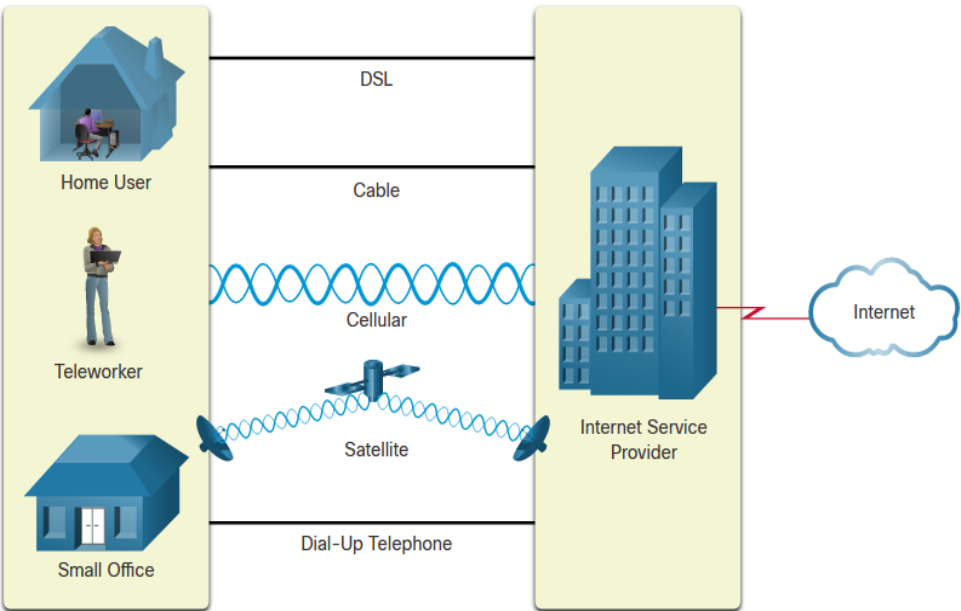 DSL
Home User
Cable
Cellular
Internet
Teleworker
Satellite
Internet Service
Provider
Dial-Up Telephone
Small Office